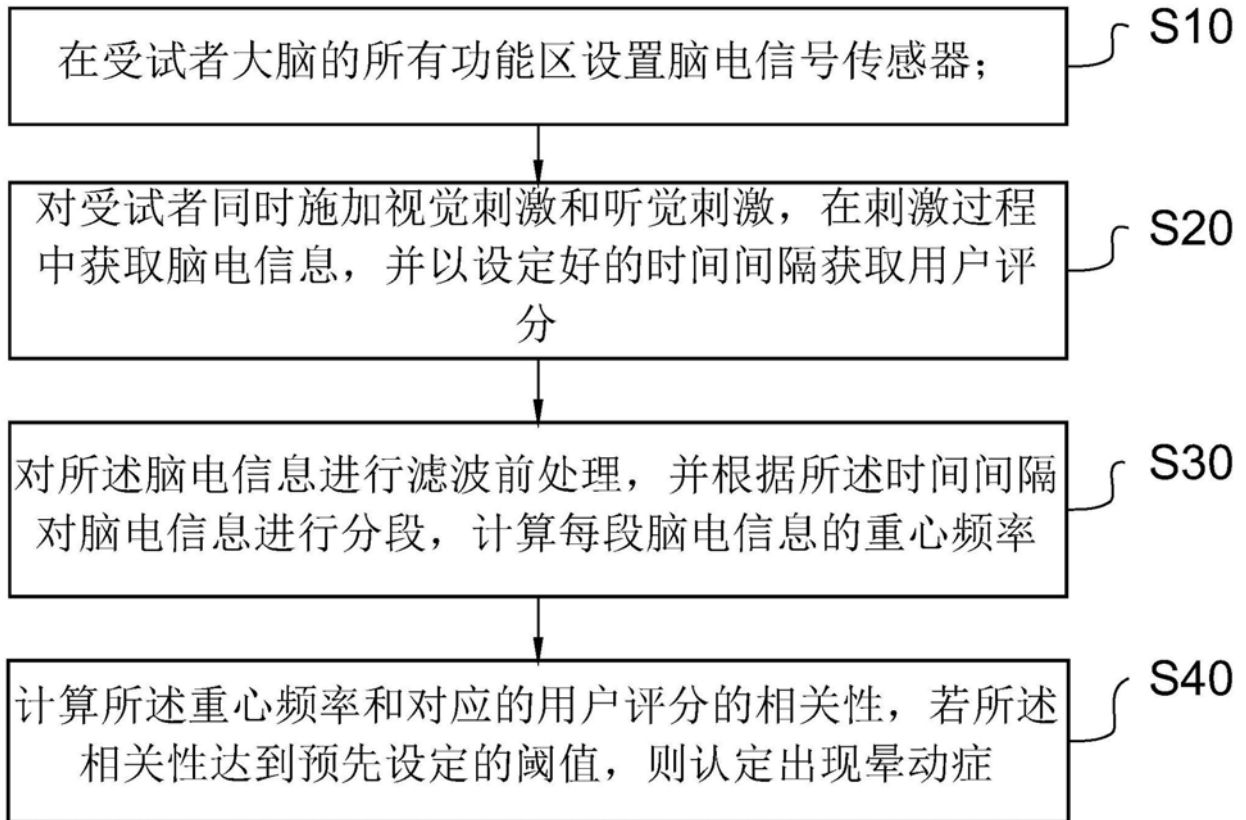 在受试者大脑的所有功能区设置脑电信号传感器；
S10
对受试者同时施加视觉刺激和听觉刺激，在刺激过程
中获取脑电信息，并以设定好的时间间隔获取用户评
分
S20
对所述脑电信息进行滤波前处理，并根据所述时间间隔
对脑电信息进行分段，计算每段脑电信息的重心频率
S30
计算所述重心频率和对应的用户评分的相关性，若所述
相关性达到预先设定的阈值，则认定出现晕动症
S40